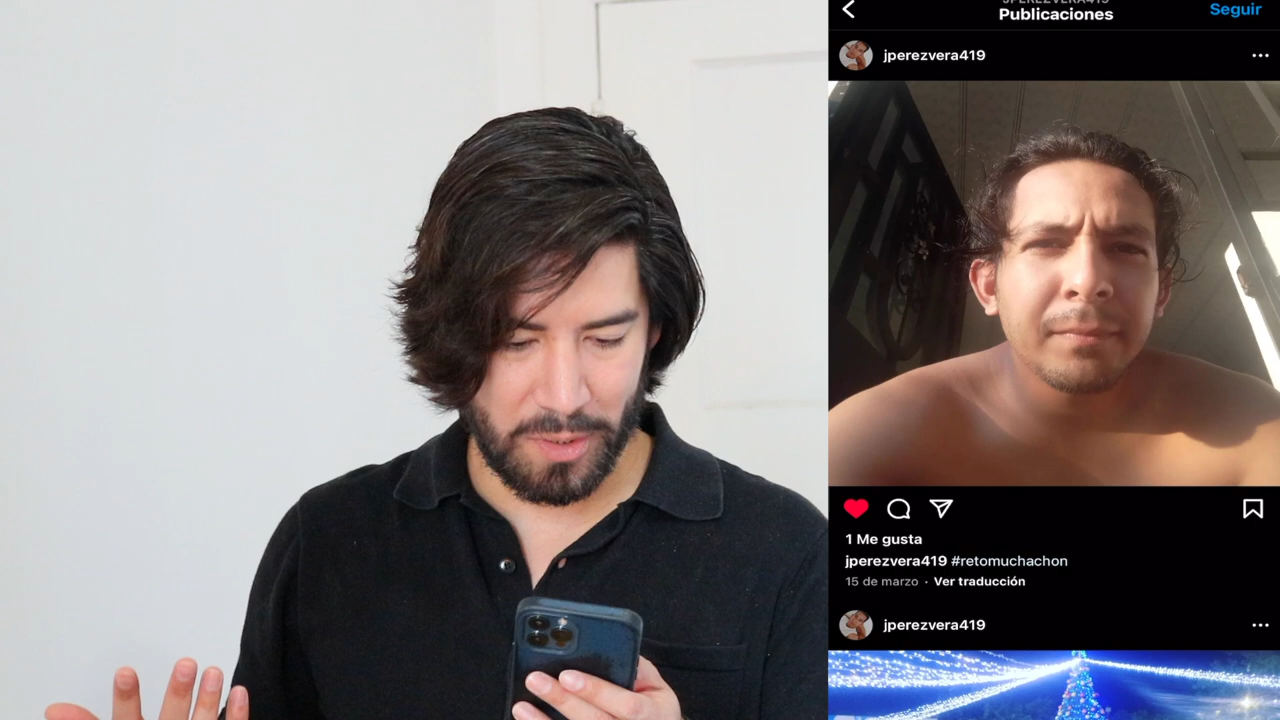 Publicaciones
Seguir
jperezvera419
1 Me gusta
jperezvera419 #retomuchachon
15 de marzo · Ver traducción
jperezvera419